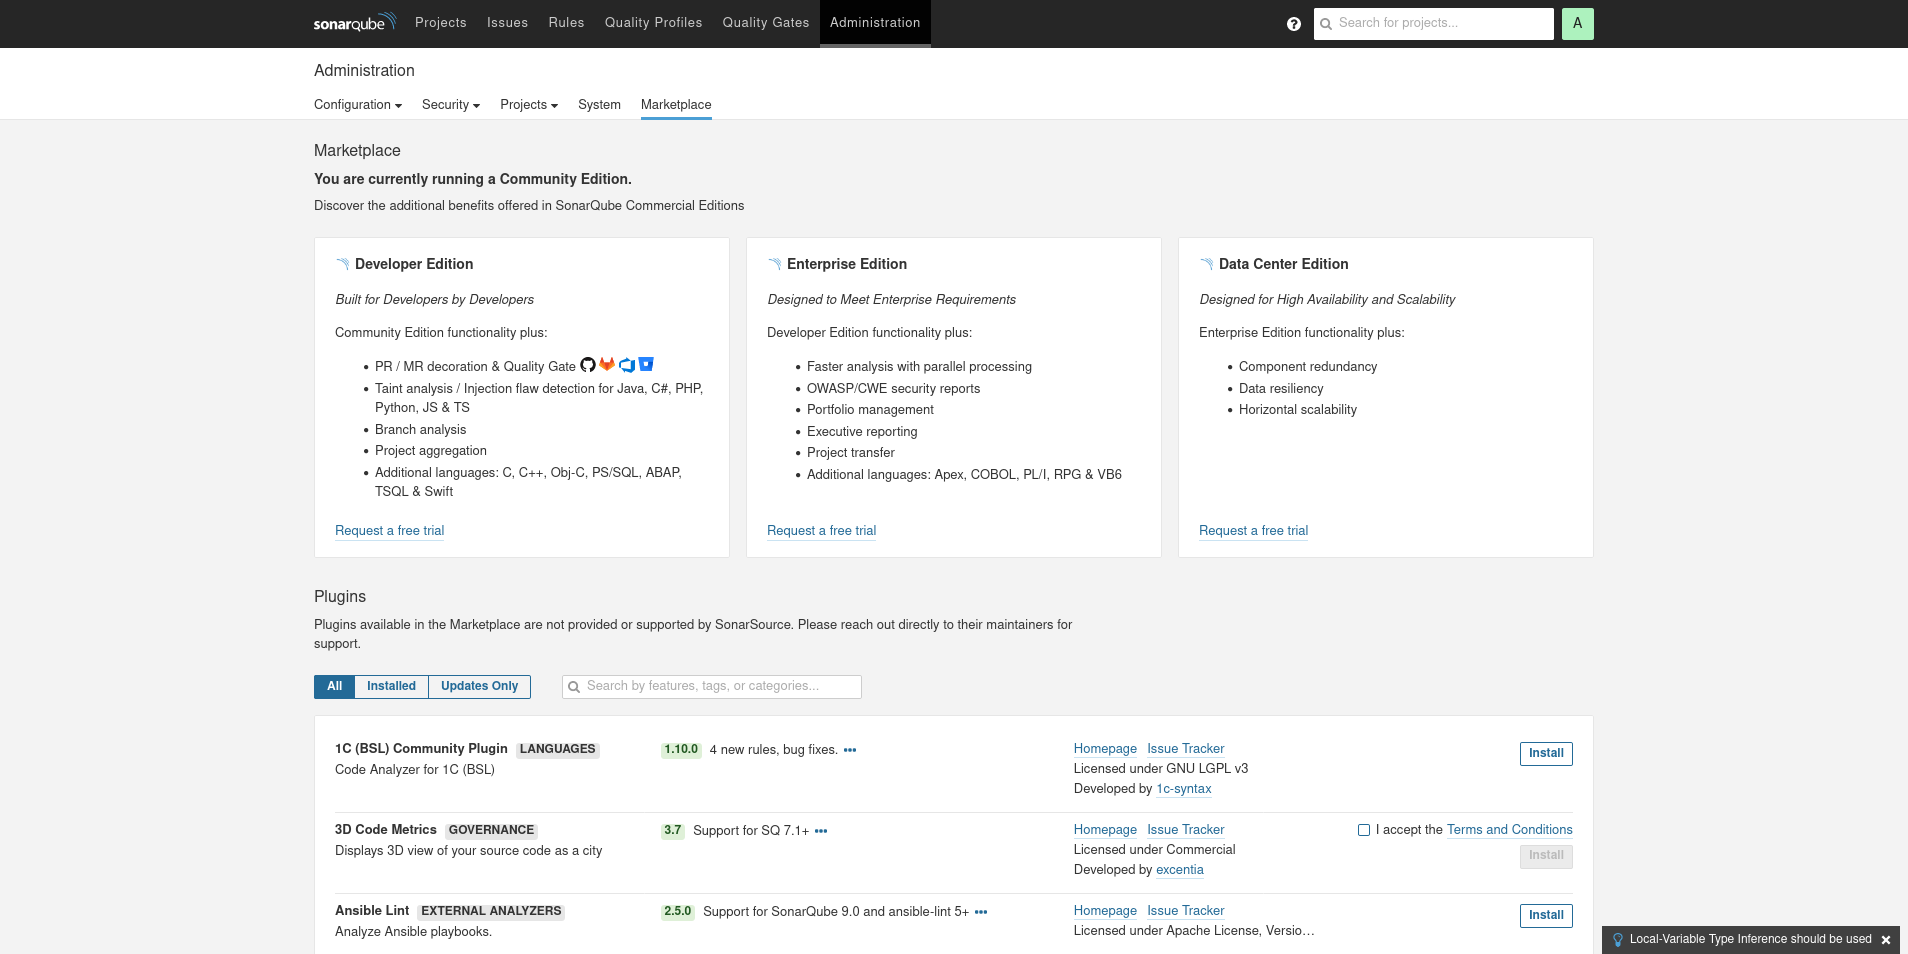 sonarqube Projects Issues Rules Quality Profiles Quality Gates Administration ? Search for projects... A
Administration
Configuration Security Projects System Marketplace
Marketplace
You are currently running a Community Edition.
Discover the additional benefits offered in SonarQube Commercial Editions
Developer Edition
Built for Developers by Developers
Community Edition functionality plus:
• PR / MR decoration & Quality Gate
• Taint analysis / Injection flaw detection for Java, C#, PHP,
Python, JS & TS
• Branch analysis
• Project aggregation
• Additional languages: C, C++, Obj-C, PS/SQL, ABAP,
TSQL & Swift
Request a free trial
Enterprise Edition
Designed to Meet Enterprise Requirements
Developer Edition functionality plus:
• Faster analysis with parallel processing
• OWASP/CWE security reports
• Portfolio management
• Executive reporting
• Project transfer
• Additional languages: Apex, COBOL, PL/I, RPG & VB6
Request a free trial
Data Center Edition
Designed for High Availability and Scalability
Enterprise Edition functionality plus:
• Component redundancy
• Data resiliency
• Horizontal scalability
Request a free trial
Plugins
Plugins available in the Marketplace are not provided or supported by SonarSource. Please reach out directly to their maintainers for
support.
All Installed Updates Only Search by features, tags, or categories...
1C (BSL) Community Plugin LANGUAGES
Code Analyzer for 1C (BSL)
1.10.0 4 new rules, bug fixes. •••
Homepage Issue Tracker
Licensed under GNU LGPL v3
Developed by 1c-syntax
Install
3D Code Metrics GOVERNANCE
Displays 3D view of your source code as a city
3.7 Support for SQ 7.1+ •••
Homepage Issue Tracker
Licensed under Commercial
Developed by excentia
I accept the Terms and Conditions
Install
Ansible Lint EXTERNAL ANALYZERS
Analyze Ansible playbooks.
2.5.0 Support for SonarQube 9.0 and ansible-lint 5+ •••
Homepage Issue Tracker
Licensed under Apache License, Versio…
Install
Local-Variable Type Inference should be used ×